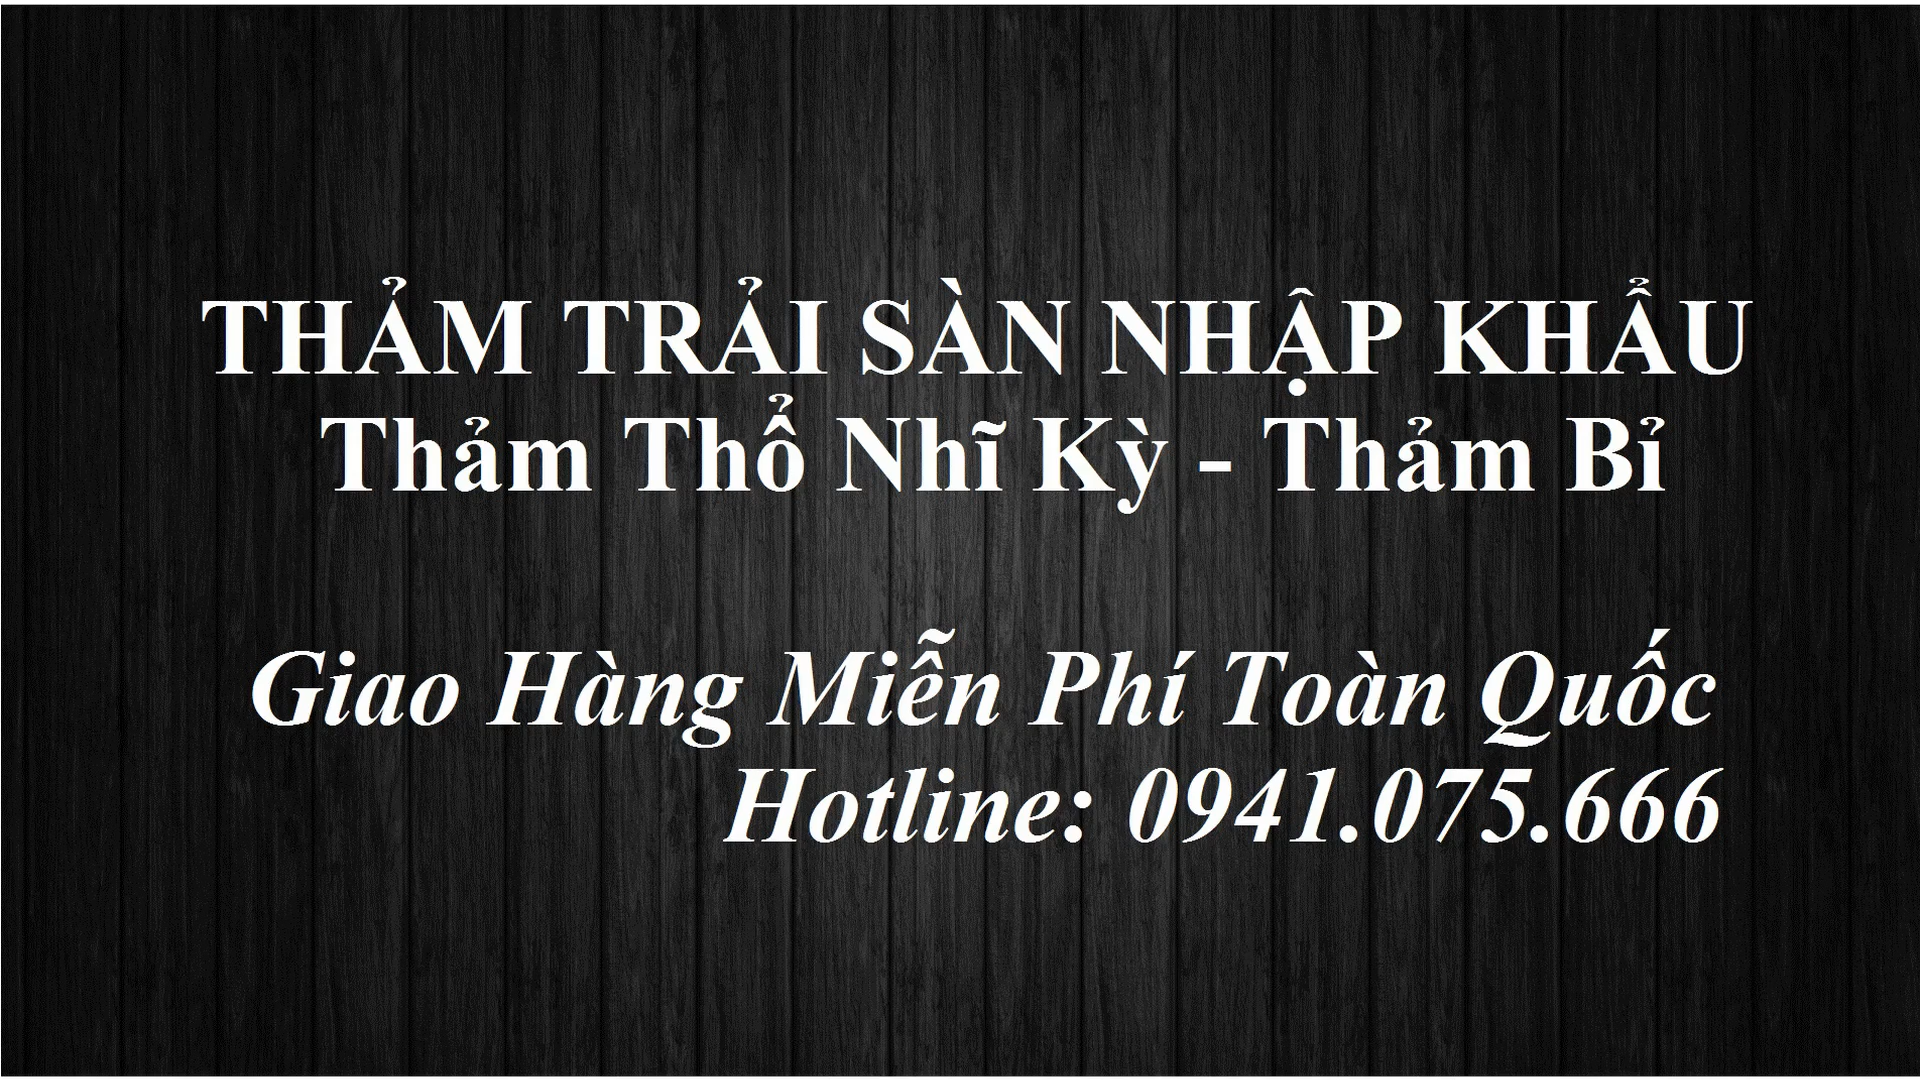 THẢM TRẢI SÀN NHẬP KHẨU
Thảm Thổ Nhĩ Kỳ - Thảm Bỉ
Giao Hàng Miễn Phí Toàn Quốc
Hotline: 0941.075.666